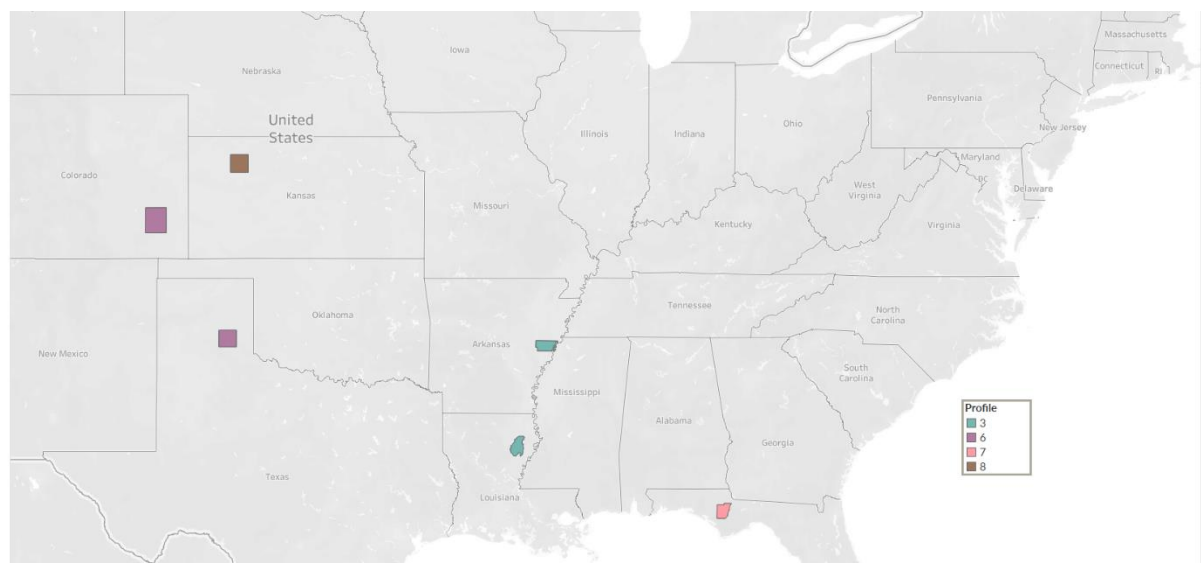 Iowa
Massachusetts
Nebraska
Connecticut
RI
Pennsylvania
United
States
Illinois
Indiana
Ohio
New Jersey
Maryland
Colorado
DC
West
Virginia
Delaware
Kansas
Missouri
Kentucky
Virginia
Tennessee
Oklahoma
North
Carolina
Arkansas
New Mexico
South
Carolina
Mississippi
Alabama
Profile
3
Georgia
6
7
8
Texas
Louisiana